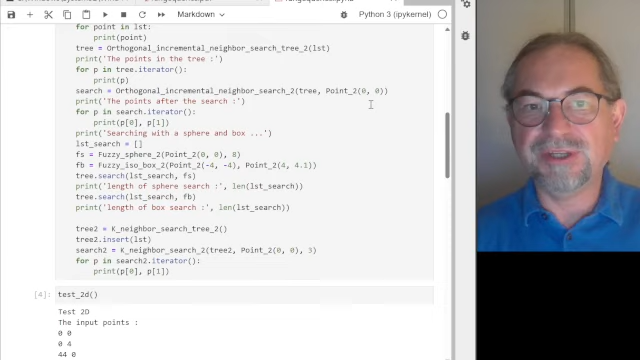 Markdown
Python 3 (ipykernel)
for point in lst:
print(point)
tree = Orthogonal_incremental_neighbor_search_tree_2(lst)
print('The points in the tree :')
for p in tree.iterator():
print(p)
search = Orthogonal_incremental_neighbor_search_2(tree, Point_2(0, 0))
print('The points after the search :')
for p in search.iterator():
print(p[0], p[1])
print('Searching with a sphere and box ...')
lst_search = []
fs = Fuzzy_sphere_2(Point_2(0, 0), 8)
fb = Fuzzy_iso_box_2(Point_2(-4, -4), Point_2(4, 4.1))
tree.search(lst_search, fs)
print('length of sphere search :', len(lst_search))
tree.search(lst_search, fb)
print('length of box search :', len(lst_search))
tree2 = K_neighbor_search_tree_2()
tree2.insert(lst)
search2 = K_neighbor_search_2(tree2, Point_2(0, 0), 3)
for p in search2.iterator():
print(p[0], p[1])
[4]: test_2d()
Test 2D
The input points :
0 0
0 4
44 0